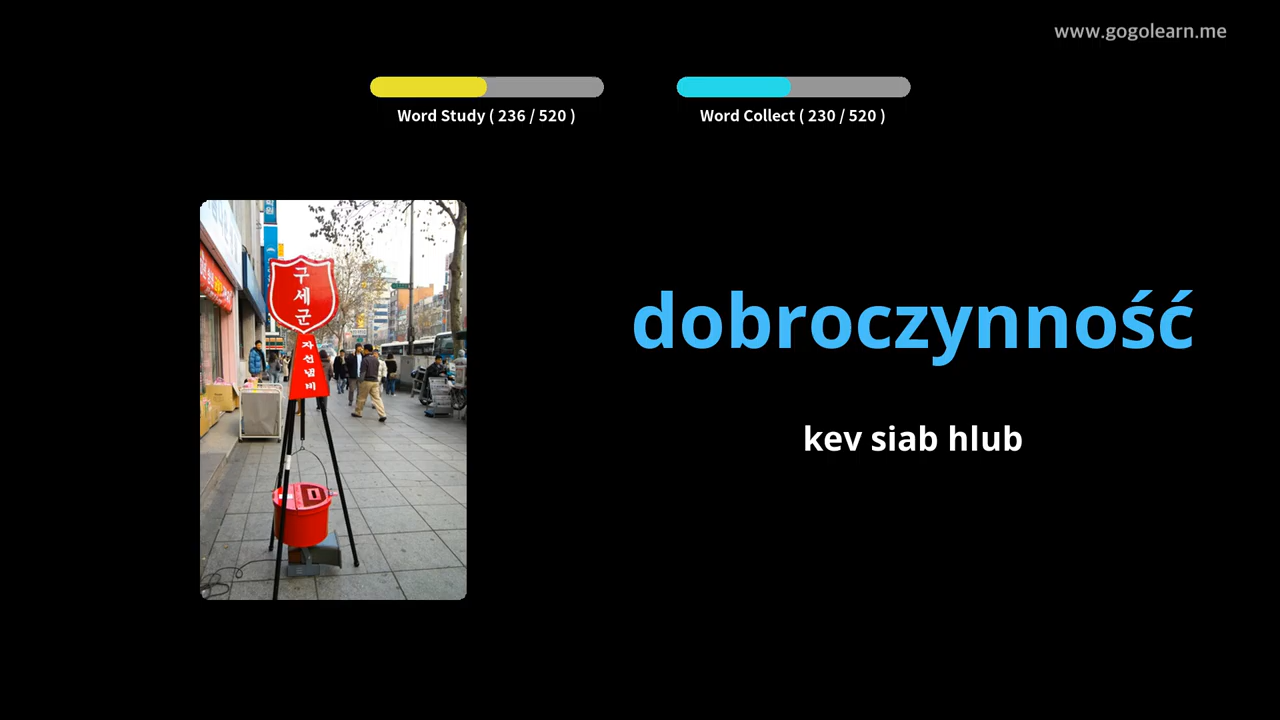 www.gogolearn.me
Word Study ( 236 / 520 )
Word Collect ( 230 / 520 )
구
세
군
자
선
냄
비
dobroczynność
kev siab hlub